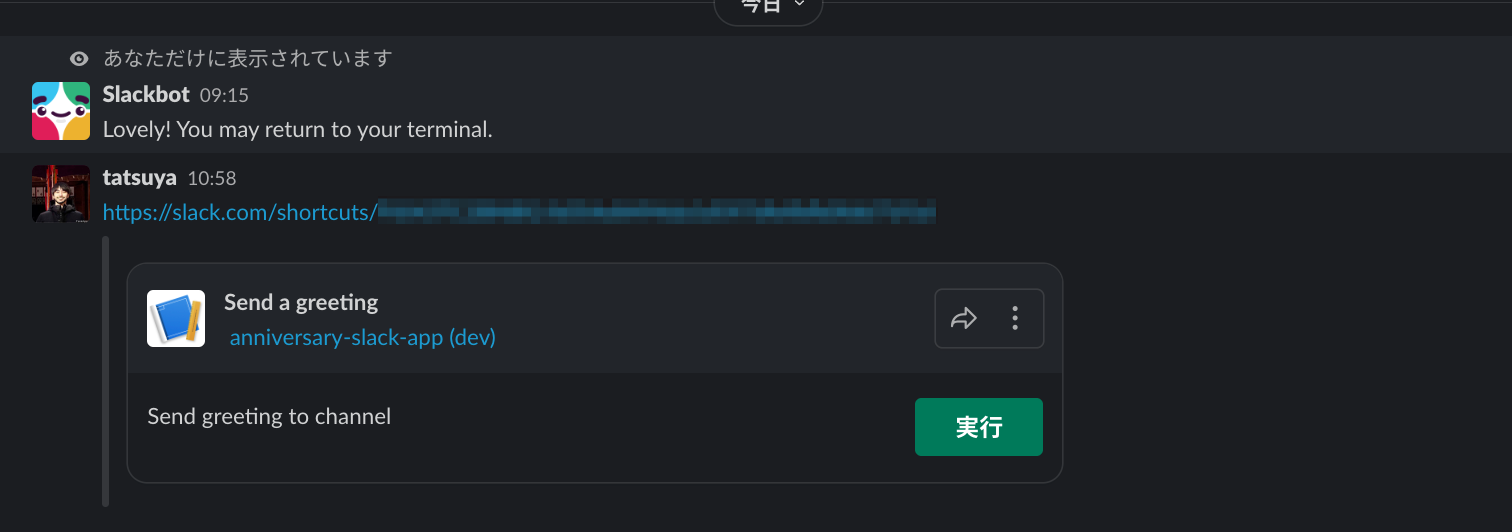 今日
あなただけに表示されています
Slackbot 09:15
Lovely! You may return to your terminal.
tatsuya 10:58
https://slack.com/shortcuts/
Send a greeting
anniversary-slack-app (dev)
Send greeting to channel
実行